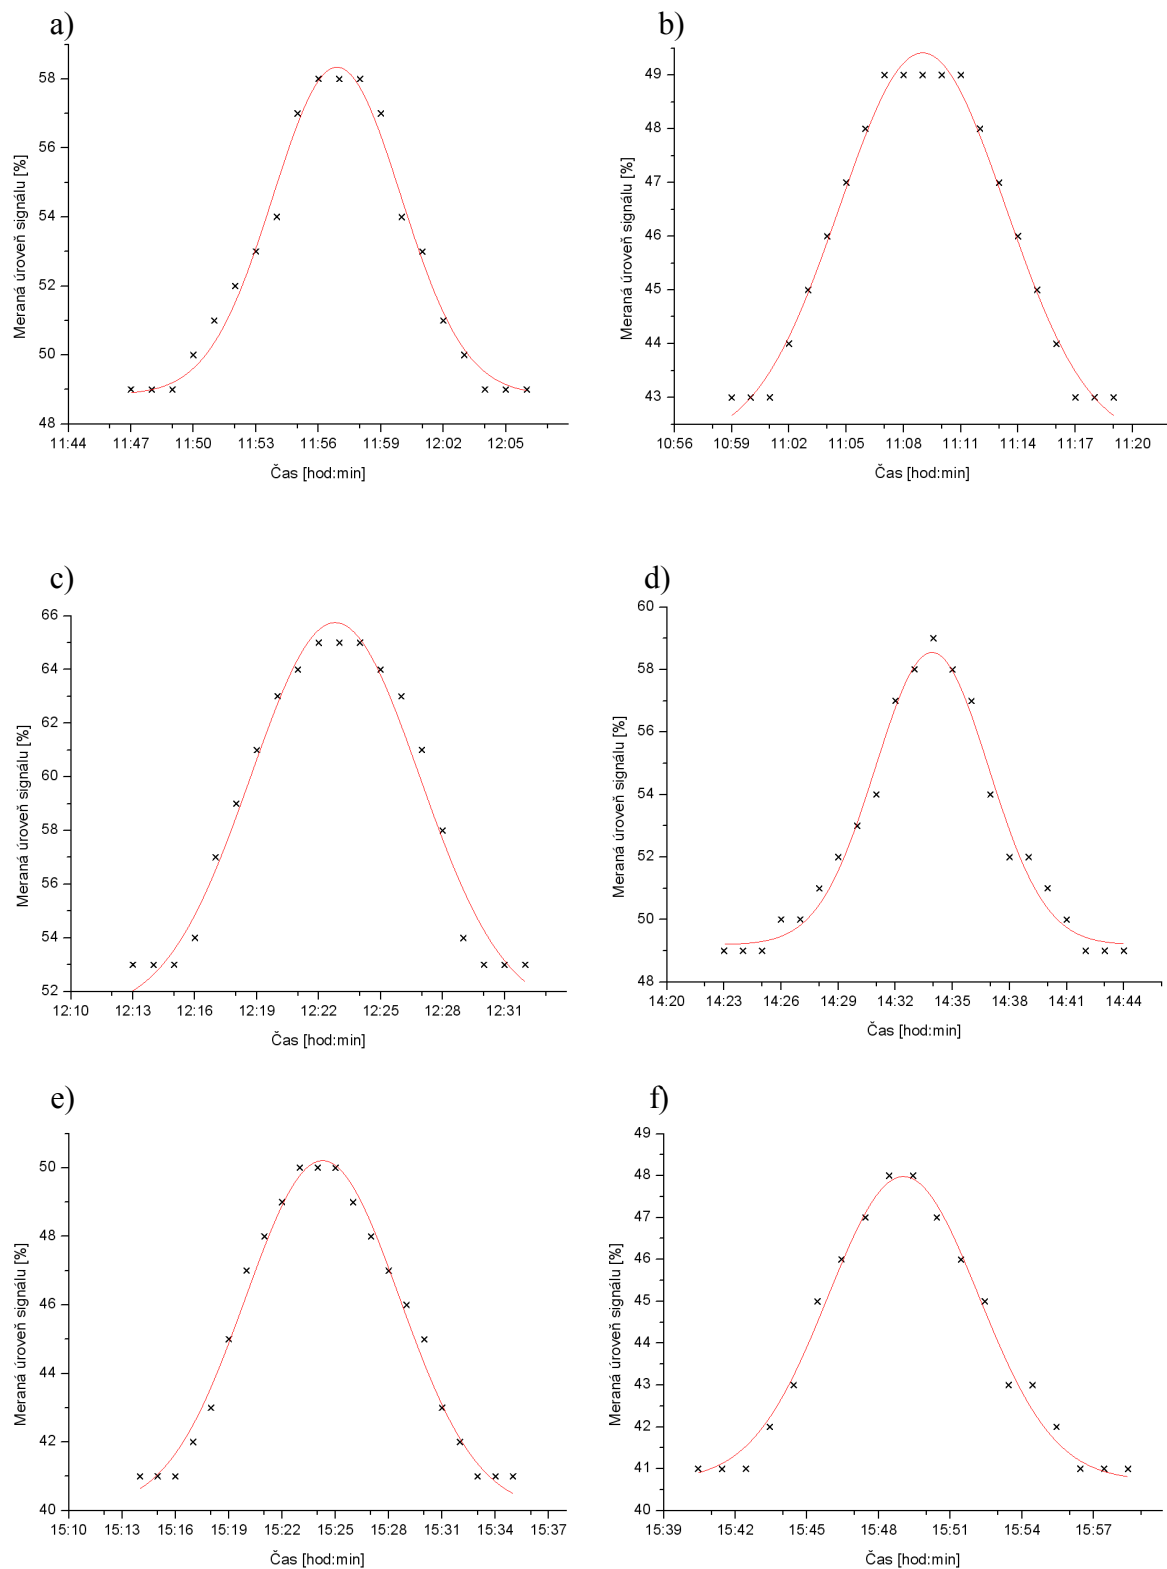 a)
Meraná úroveň signálu [%]
58
56
54
52
50
48
11:44 11:47 11:50 11:53 11:56 11:59 12:02 12:05
Čas [hod:min]
b)
Meraná úroveň signálu [%]
49
48
47
46
45
44
43
10:56 10:59 11:02 11:05 11:08 11:11 11:14 11:17 11:20
Čas [hod:min]
c)
Meraná úroveň signálu [%]
66
64
62
60
58
56
54
52
12:10 12:13 12:16 12:19 12:22 12:25 12:28 12:31
Čas [hod:min]
d)
Meraná úroveň signálu [%]
60
58
56
54
52
50
48
14:20 14:23 14:26 14:29 14:32 14:35 14:38 14:41 14:44
Čas [hod:min]
e)
Meraná úroveň signálu [%]
50
48
46
44
42
40
15:10 15:13 15:16 15:19 15:22 15:25 15:28 15:31 15:34 15:37
Čas [hod:min]
f)
Meraná úroveň signálu [%]
49
48
47
46
45
44
43
42
41
40
15:39 15:42 15:45 15:48 15:51 15:54 15:57
Čas [hod:min]